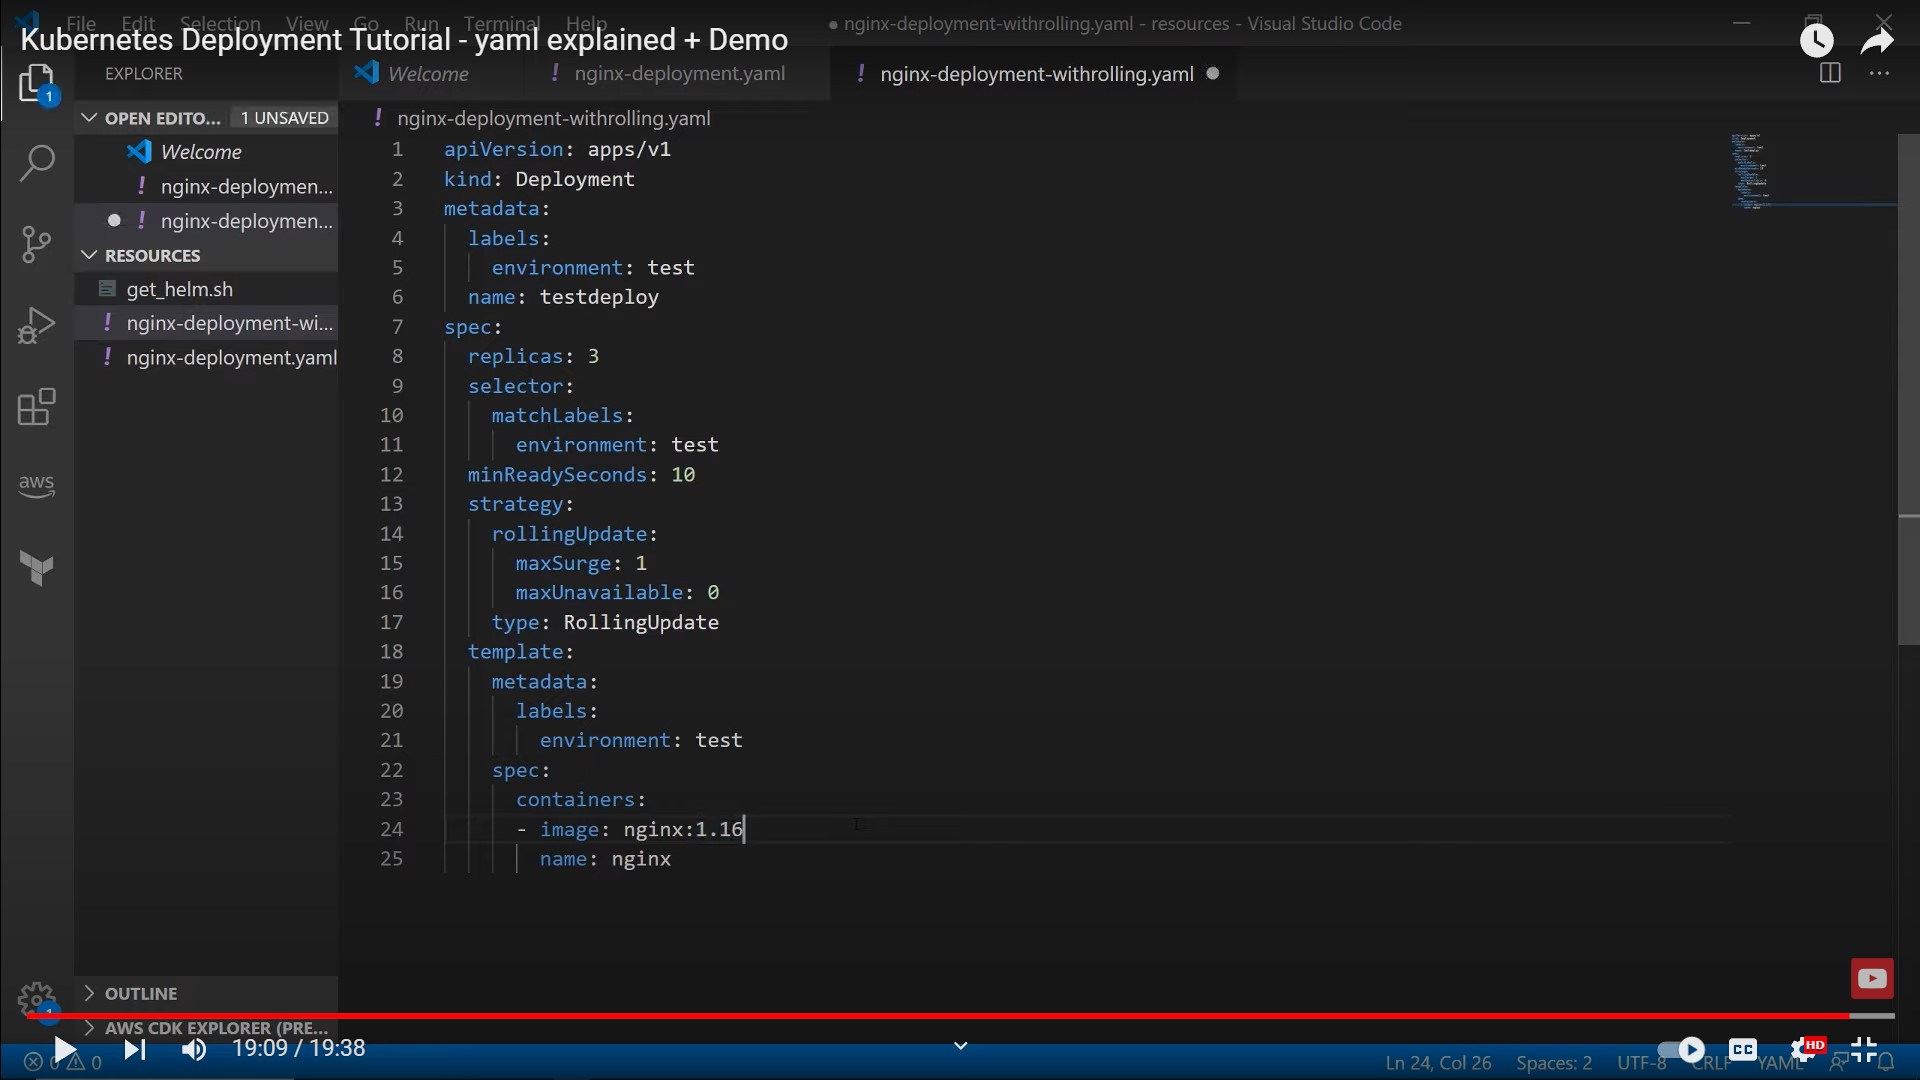 File Edit Selection View Go Run Terminal Help
● nginx-deployment-withrolling.yaml - resources - Visual Studio Code
Kubernetes Deployment Tutorial - yaml explained + Demo
EXPLORER
Welcome
! nginx-deployment.yaml
! nginx-deployment-withrolling.yaml ●
1
OPEN EDITO... 1 UNSAVED
! nginx-deployment-withrolling.yaml
Welcome
! nginx-deploymen...
● ! nginx-deploymen...
RESOURCES
get_helm.sh
! nginx-deployment-wi...
! nginx-deployment.yaml
aws
1 apiVersion: apps/v1
2 kind: Deployment
3 metadata:
4 labels:
5 environment: test
6 name: testdeploy
7 spec:
8 replicas: 3
9 selector:
10 matchLabels:
11 environment: test
12 minReadySeconds: 10
13 strategy:
14 rollingUpdate:
15 maxSurge: 1
16 maxUnavailable: 0
17 type: RollingUpdate
18 template:
19 metadata:
20 labels:
21 environment: test
22 spec:
23 containers:
24 - image: nginx:1.16
25 name: nginx
OUTLINE
1
AWS CDK EXPLORER (PRE...
19:09 / 19:38
CC
HD
0 0
Ln 24, Col 26 Spaces: 2 UTF-8 CRLF YAML